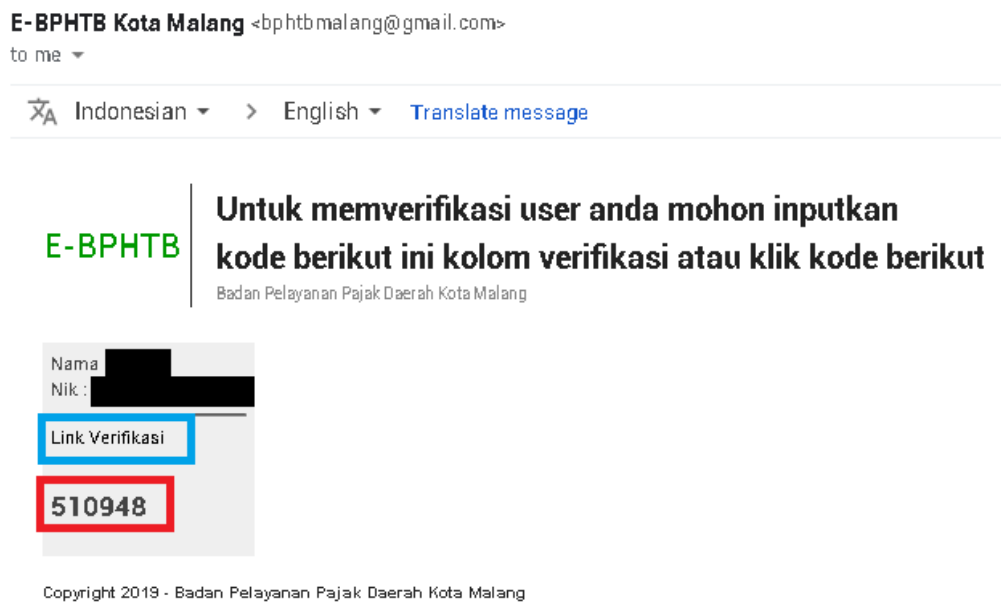 E-BPHTB Kota Malang <bphtbmalang@gmail.com>
to me
Indonesian > English Translate message
E-BPHTB
Untuk memverifikasi user anda mohon inputkan
kode berikut ini kolom verifikasi atau klik kode berikut
Badan Pelayanan Pajak Daerah Kota Malang
Nama
Nik :
Link Verifikasi
510948
Copyright 2019 - Badan Pelayanan Pajak Daerah Kota Malang